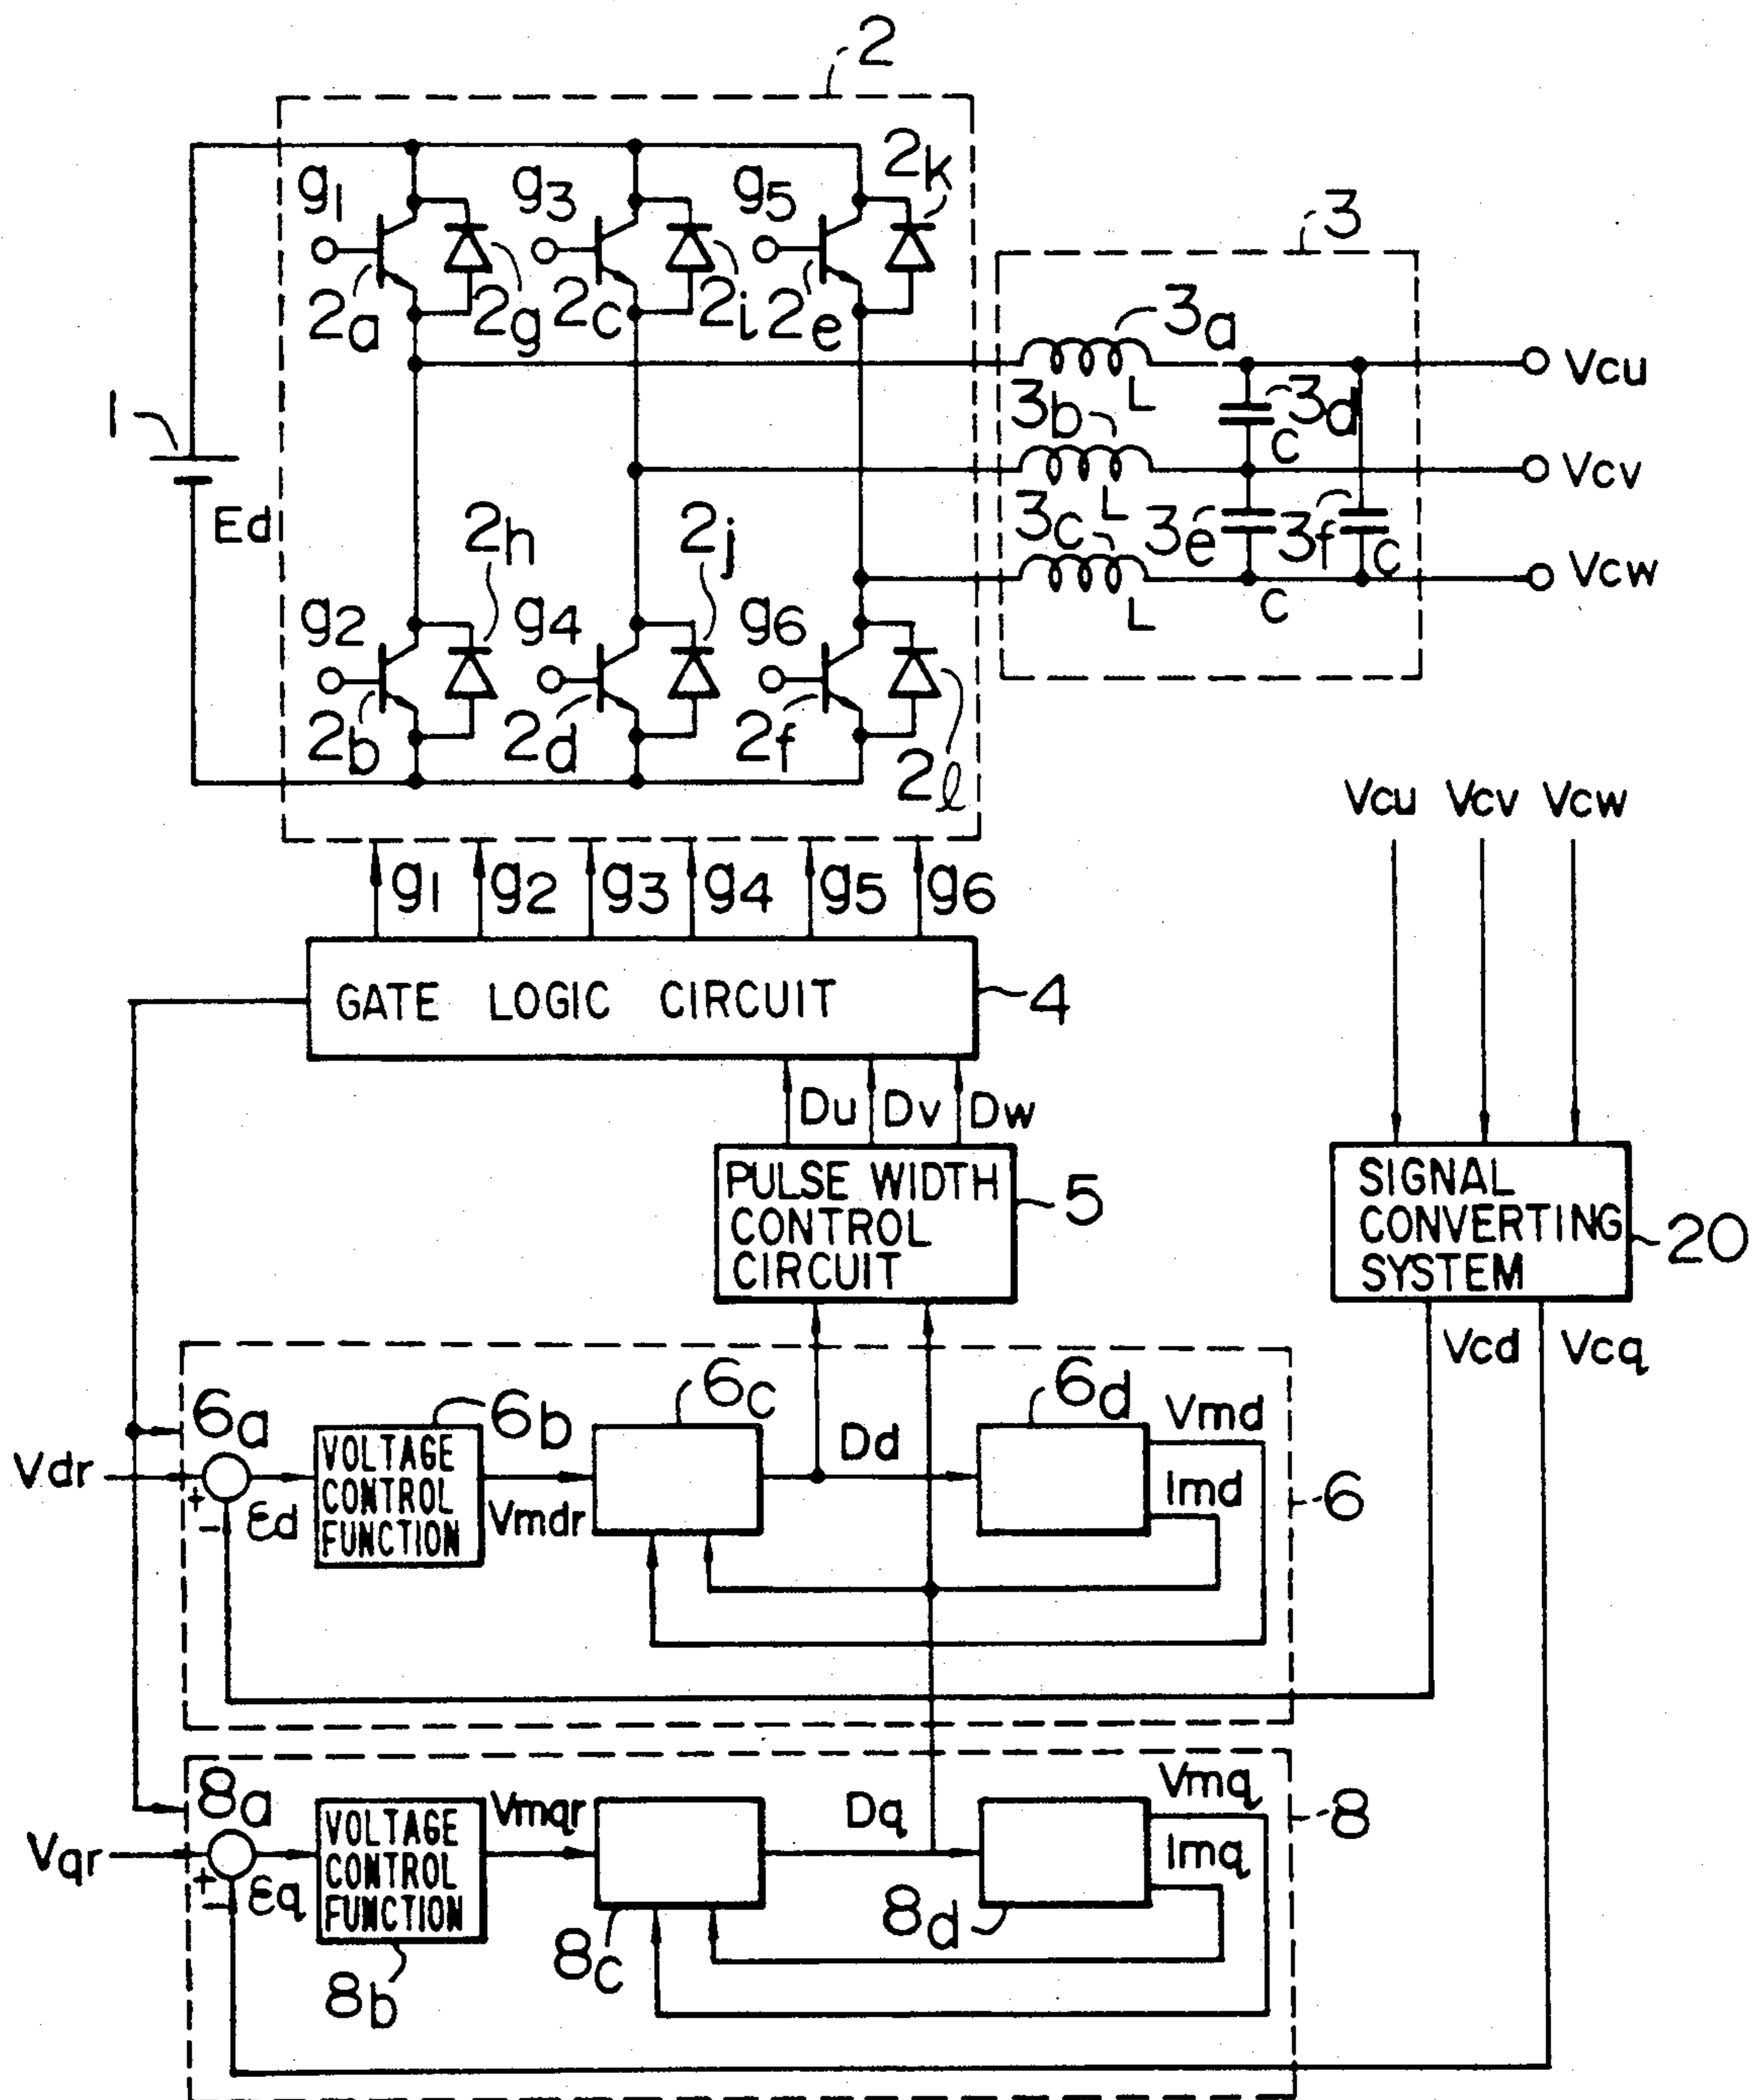 2
g1 g3 g5 2k
2a 2g 2c 2i 2e
3
3a
L
Vcu
3b 3d
C
1
L
Vcv
Ed
3c 3e 3f
C
L
C
Vcw
2h 2j
g2 g4 g6
2b 2d 2f
2l
Vcu Vcv Vcw
g1 g2 g3 g4 g5 g6
GATE LOGIC CIRCUIT
4
Du Dv Dw
PULSE WIDTH
CONTROL
CIRCUIT
5
SIGNAL
CONVERTING
SYSTEM
20
Vcd Vcq
6a 6b 6c 6d
Vmd
Vdr
+
-
εd
VOLTAGE
CONTROL
FUNCTION
Vmdr
Dd
Imd
6
8a
Vmqr
Dq
Vmq
8
Vqr
+
-
εq
VOLTAGE
CONTROL
FUNCTION
Imq
8b 8c 8d